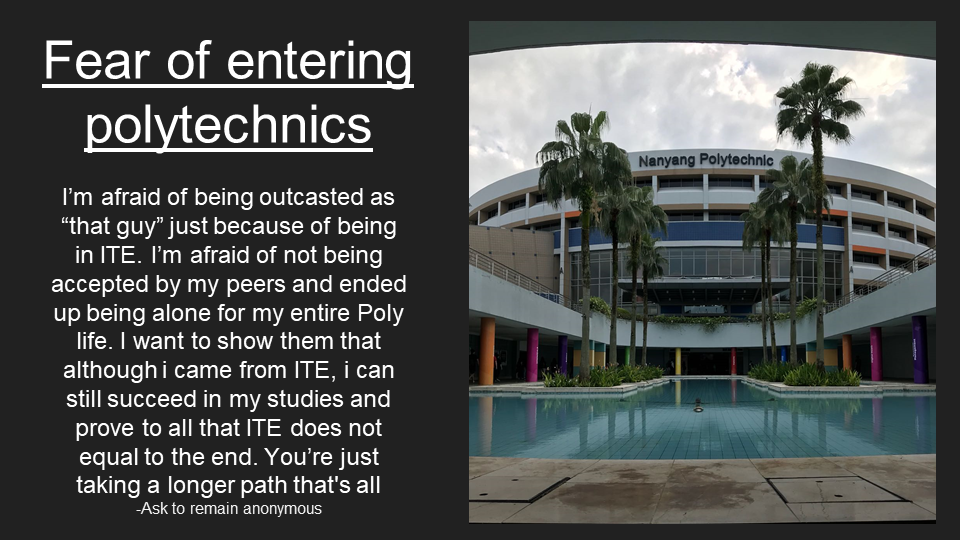 Fear of entering
polytechnics
I’m afraid of being outcasted as
“that guy” just because of being
in ITE. I’m afraid of not being
accepted by my peers and ended
up being alone for my entire Poly
life. I want to show them that
although i came from ITE, i can
still succeed in my studies and
prove to all that ITE does not
equal to the end. You’re just
taking a longer path that's all
-Ask to remain anonymous
Nanyang Polytechnic